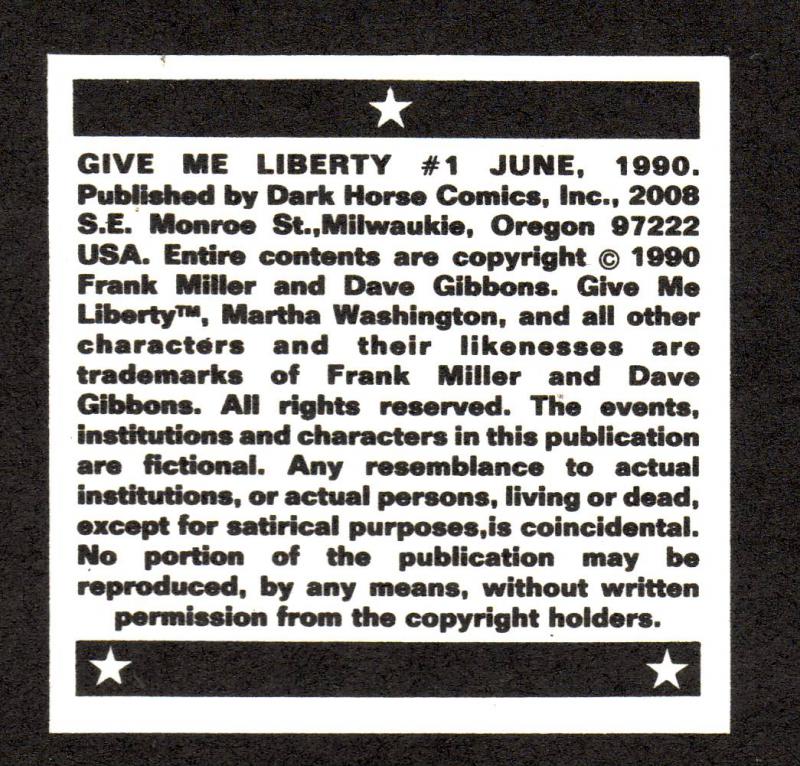 GIVE ME LIBERTY #1 JUNE, 1990.
Published by Dark Horse Comics, Inc., 2008
S.E. Monroe St.,Milwaukie, Oregon 97222
USA. Entire contents are copyright © 1990
Frank Miller and Dave Gibbons. Give Me
Liberty™, Martha Washington, and all other
characters and their likenesses are
trademarks of Frank Miller and Dave
Gibbons. All rights reserved. The events,
institutions and characters in this publication
are fictional. Any resemblance to actual
institutions, or actual persons, living or dead,
except for satirical purposes,is coincidental.
No portion of the publication may be
reproduced, by any means, without written
permission from the copyright holders.